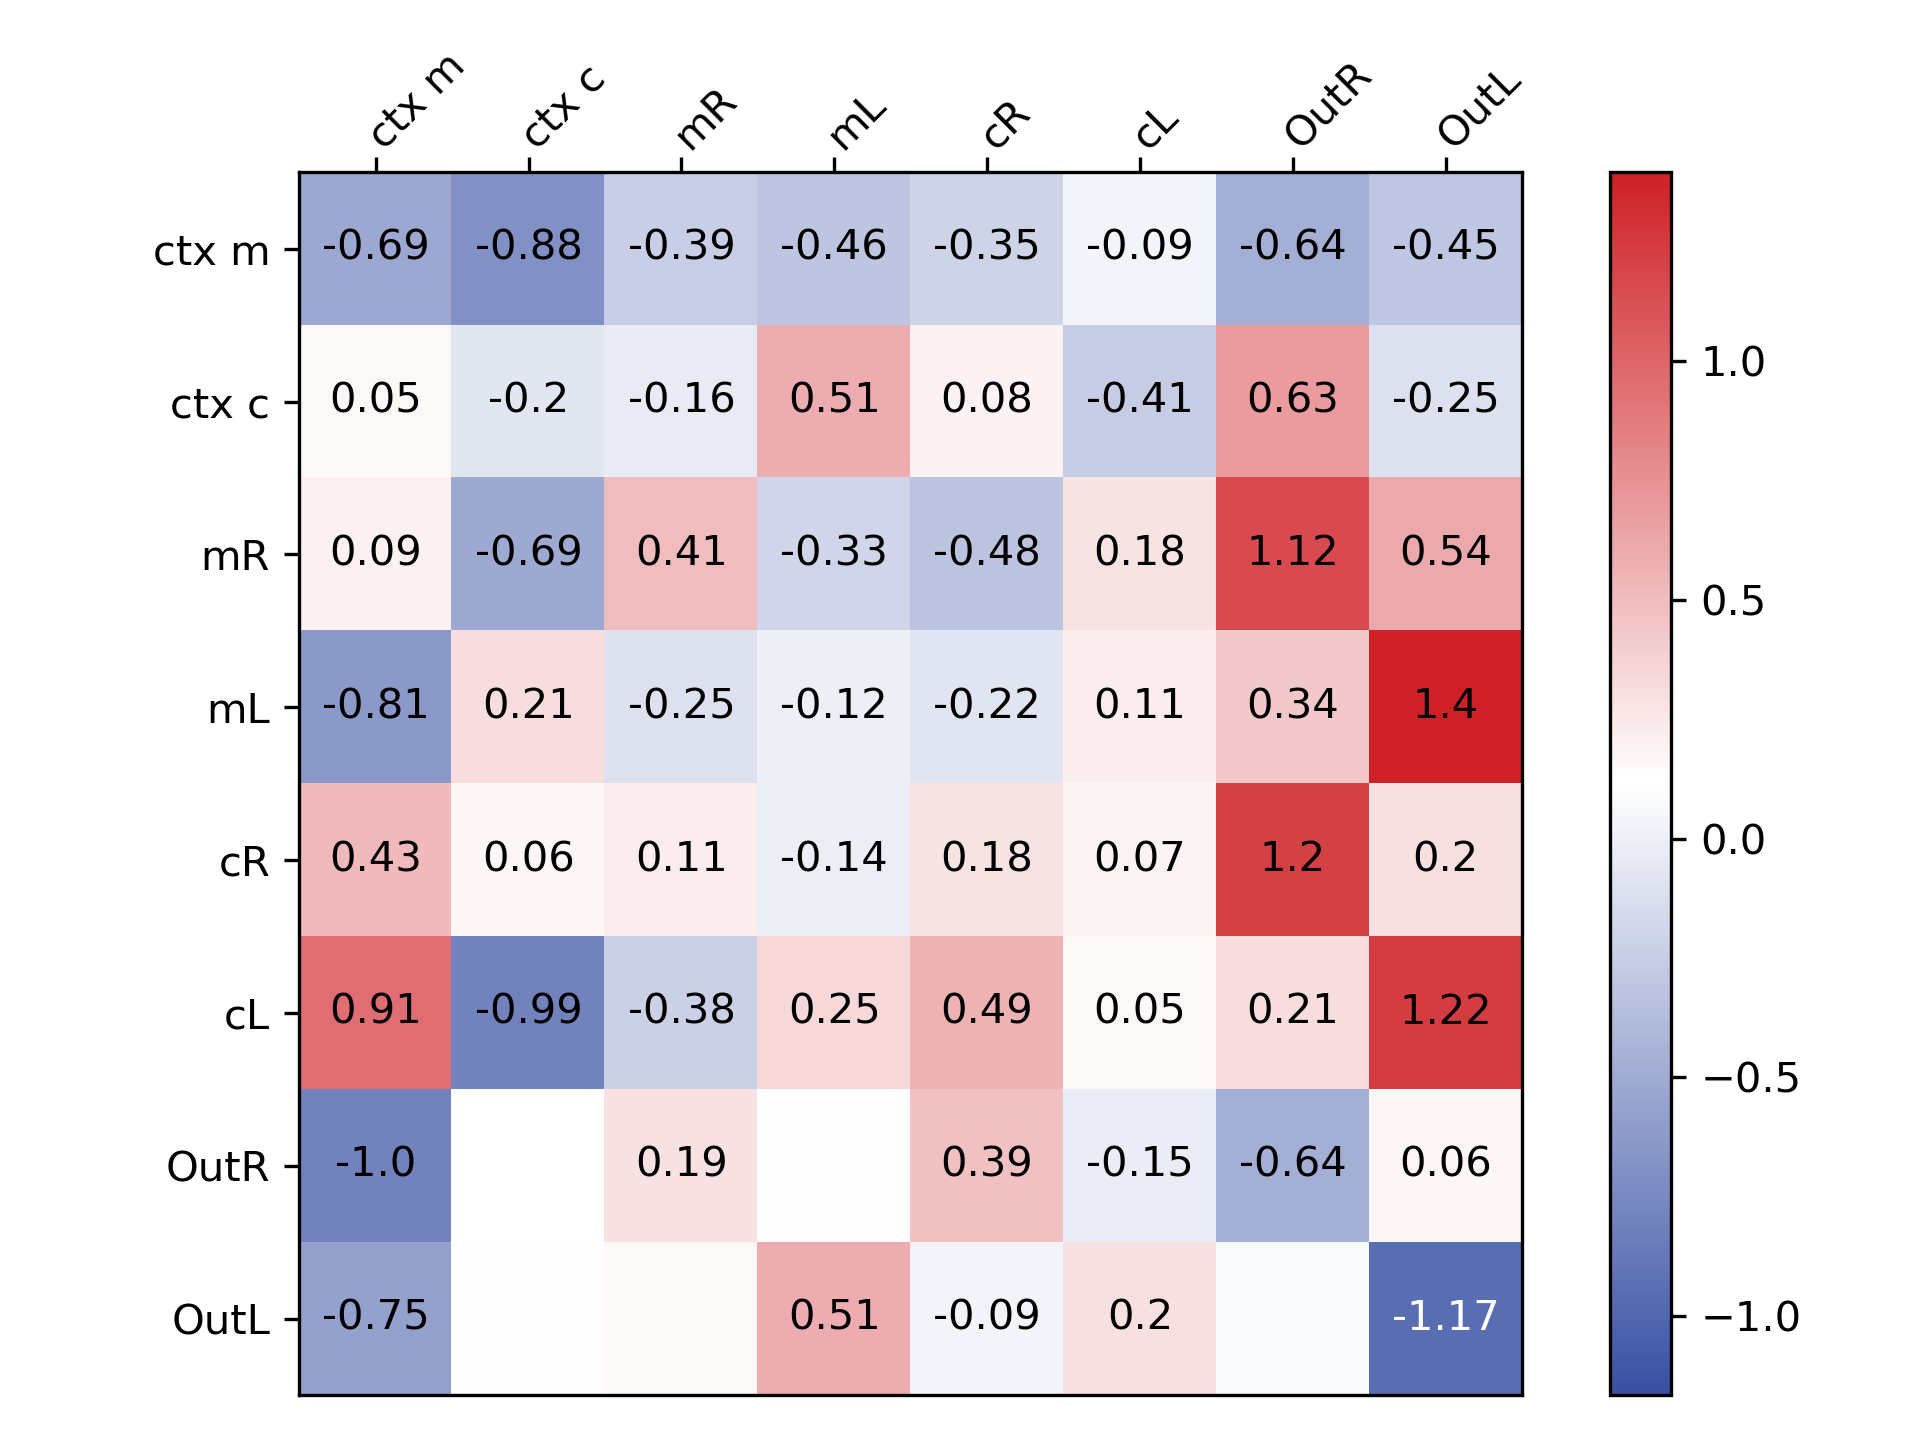 ctx m ctx c mR mL cR cL OutR OutL
ctx m -0.69 -0.88 -0.39 -0.46 -0.35 -0.09 -0.64 -0.45
ctx c 0.05 -0.2 -0.16 0.51 0.08 -0.41 0.63 -0.25
mR 0.09 -0.69 0.41 -0.33 -0.48 0.18 1.12 0.54
mL -0.81 0.21 -0.25 -0.12 -0.22 0.11 0.34 1.4
cR 0.43 0.06 0.11 -0.14 0.18 0.07 1.2 0.2
cL 0.91 -0.99 -0.38 0.25 0.49 0.05 0.21 1.22
OutR -1.0 0.19 0.39 -0.15 -0.64 0.06
OutL -0.75 0.51 -0.09 0.2 -1.17
1.0
0.5
0.0
−0.5
−1.0